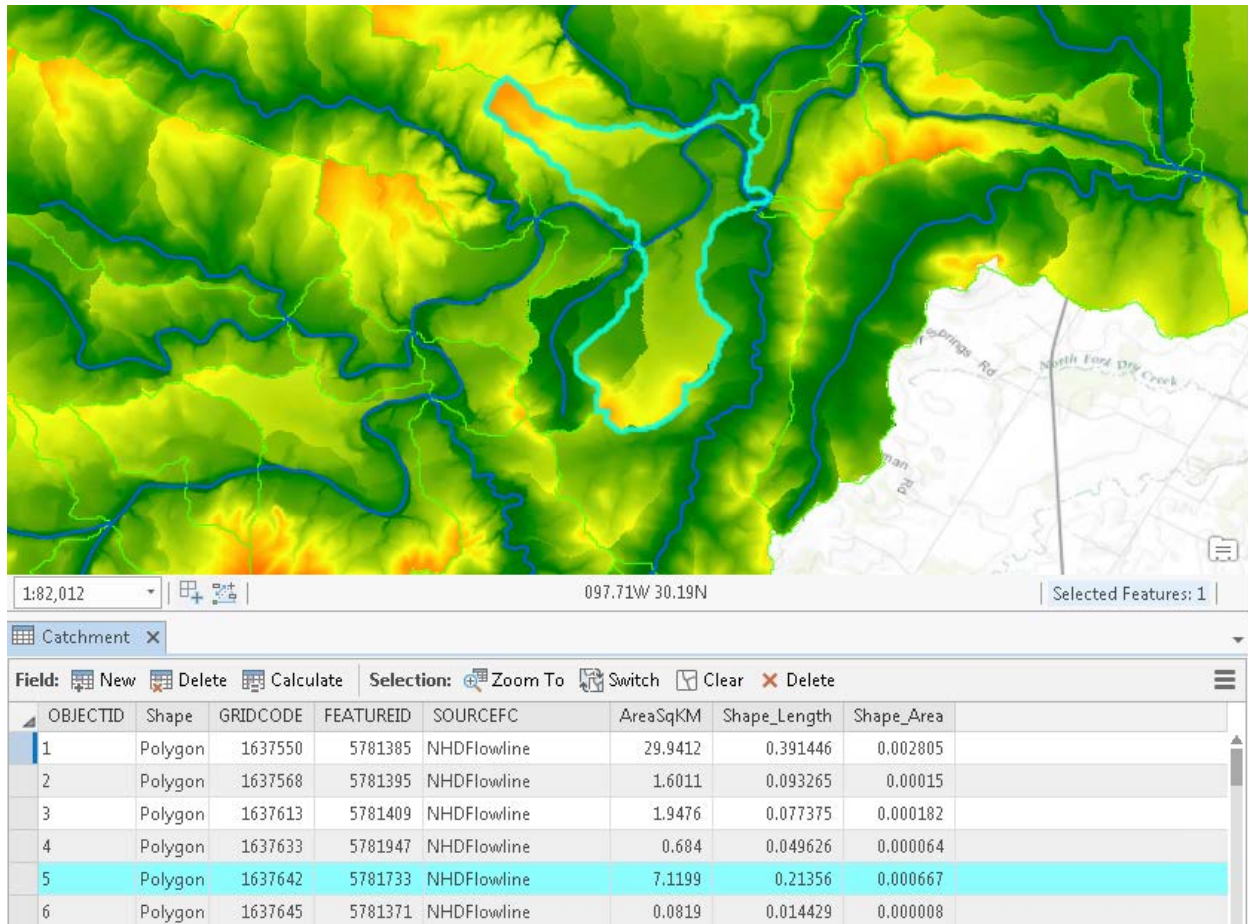 Springs Rd
North Fork Dry Creek
man Rd
1:82,012
097.71W 30.19N
Selected Features: 1
Catchment
Field: New Delete Calculate Selection: Zoom To Switch Clear Delete
OBJECTID Shape GRIDCODE FEATUREID SOURCEFC AreaSqKM Shape_Length Shape_Area
1 Polygon 1637550 5781385 NHDFlowline 29.9412 0.391446 0.002805
2 Polygon 1637568 5781395 NHDFlowline 1.6011 0.093265 0.00015
3 Polygon 1637613 5781409 NHDFlowline 1.9476 0.077375 0.000182
4 Polygon 1637633 5781947 NHDFlowline 0.684 0.049626 0.000064
5 Polygon 1637642 5781733 NHDFlowline 7.1199 0.21356 0.000667
6 Polygon 1637645 5781371 NHDFlowline 0.0819 0.014429 0.000008